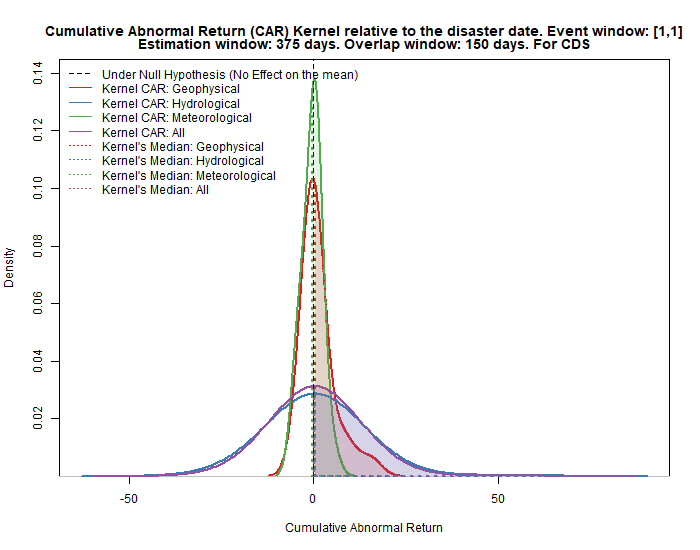 Cumulative Abnormal Return (CAR) Kernel relative to the disaster date. Event window: [1,1]
Estimation window: 375 days. Overlap window: 150 days. For CDS
Under Null Hypothesis (No Effect on the mean)
Kernel CAR: Geophysical
Kernel CAR: Hydrological
Kernel CAR: Meteorological
Kernel CAR: All
Kernel's Median: Geophysical
Kernel's Median: Hydrological
Kernel's Median: Meteorological
Kernel's Median: All
0.14
0.12
0.10
0.08
0.06
0.04
0.02
Density
-50
0
50
Cumulative Abnormal Return